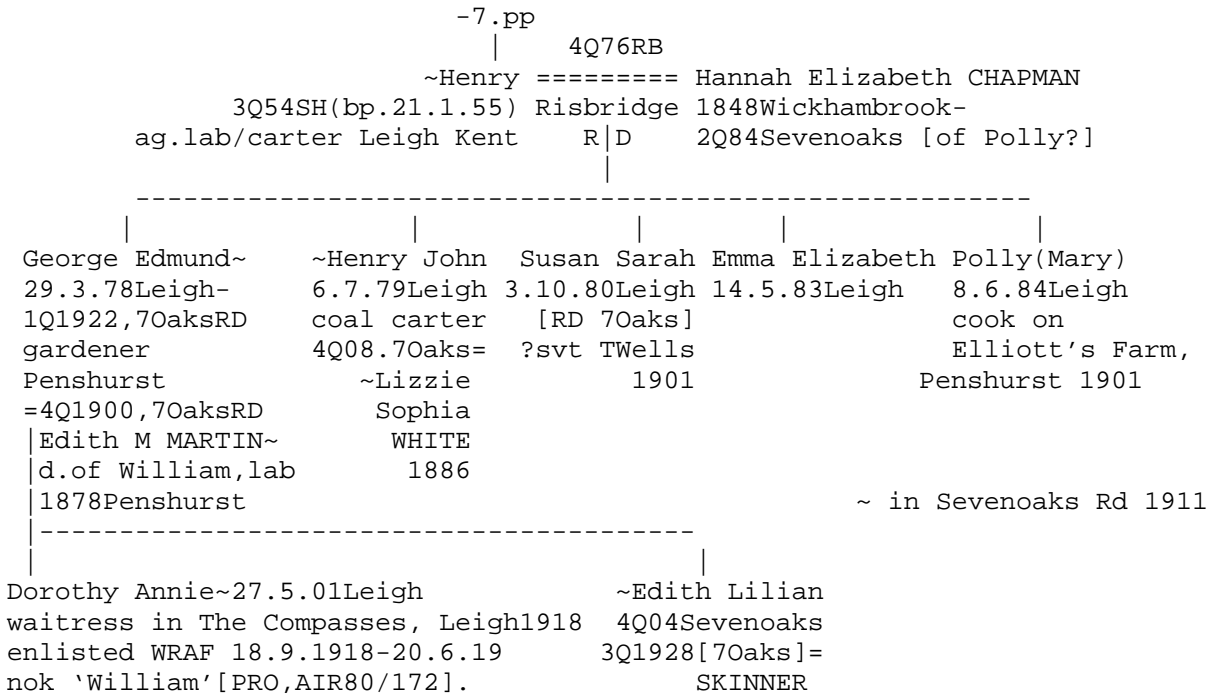 -7.pp
|     4Q76RB
~Henry ========= Hannah Elizabeth CHAPMAN
3Q54SH(bp.21.1.55) Risbridge 1848Wickhambrook-
ag.lab/carter Leigh Kent    R|D    2Q84Sevenoaks [of Polly?]
|
--------------------------------------------------------
|                 |             |        |               |
George Edmund~    ~Henry John  Susan Sarah Emma Elizabeth Polly(Mary)
29.3.78Leigh-     6.7.79Leigh 3.10.80Leigh 14.5.83Leigh   8.6.84Leigh
1Q1922,7OaksRD    coal carter   [RD 7Oaks]                cook on
gardener          4Q08.7Oaks=  ?svt TWells                Elliott's Farm,
Penshurst            ~Lizzie          1901              Penshurst 1901
=4Q1900,7OaksRD       Sophia
|Edith M MARTIN~       WHITE
|d.of William,lab       1886
|1878Penshurst                                      ~ in Sevenoaks Rd 1911
|-----------------------------------------
|                                          |
Dorothy Annie~27.5.01Leigh            ~Edith Lilian
waitress in The Compasses, Leigh1918  4Q04Sevenoaks
enlisted WRAF 18.9.1918-20.6.19      3Q1928[7Oaks]=
nok ‘William’[PRO,AIR80/172].              SKINNER